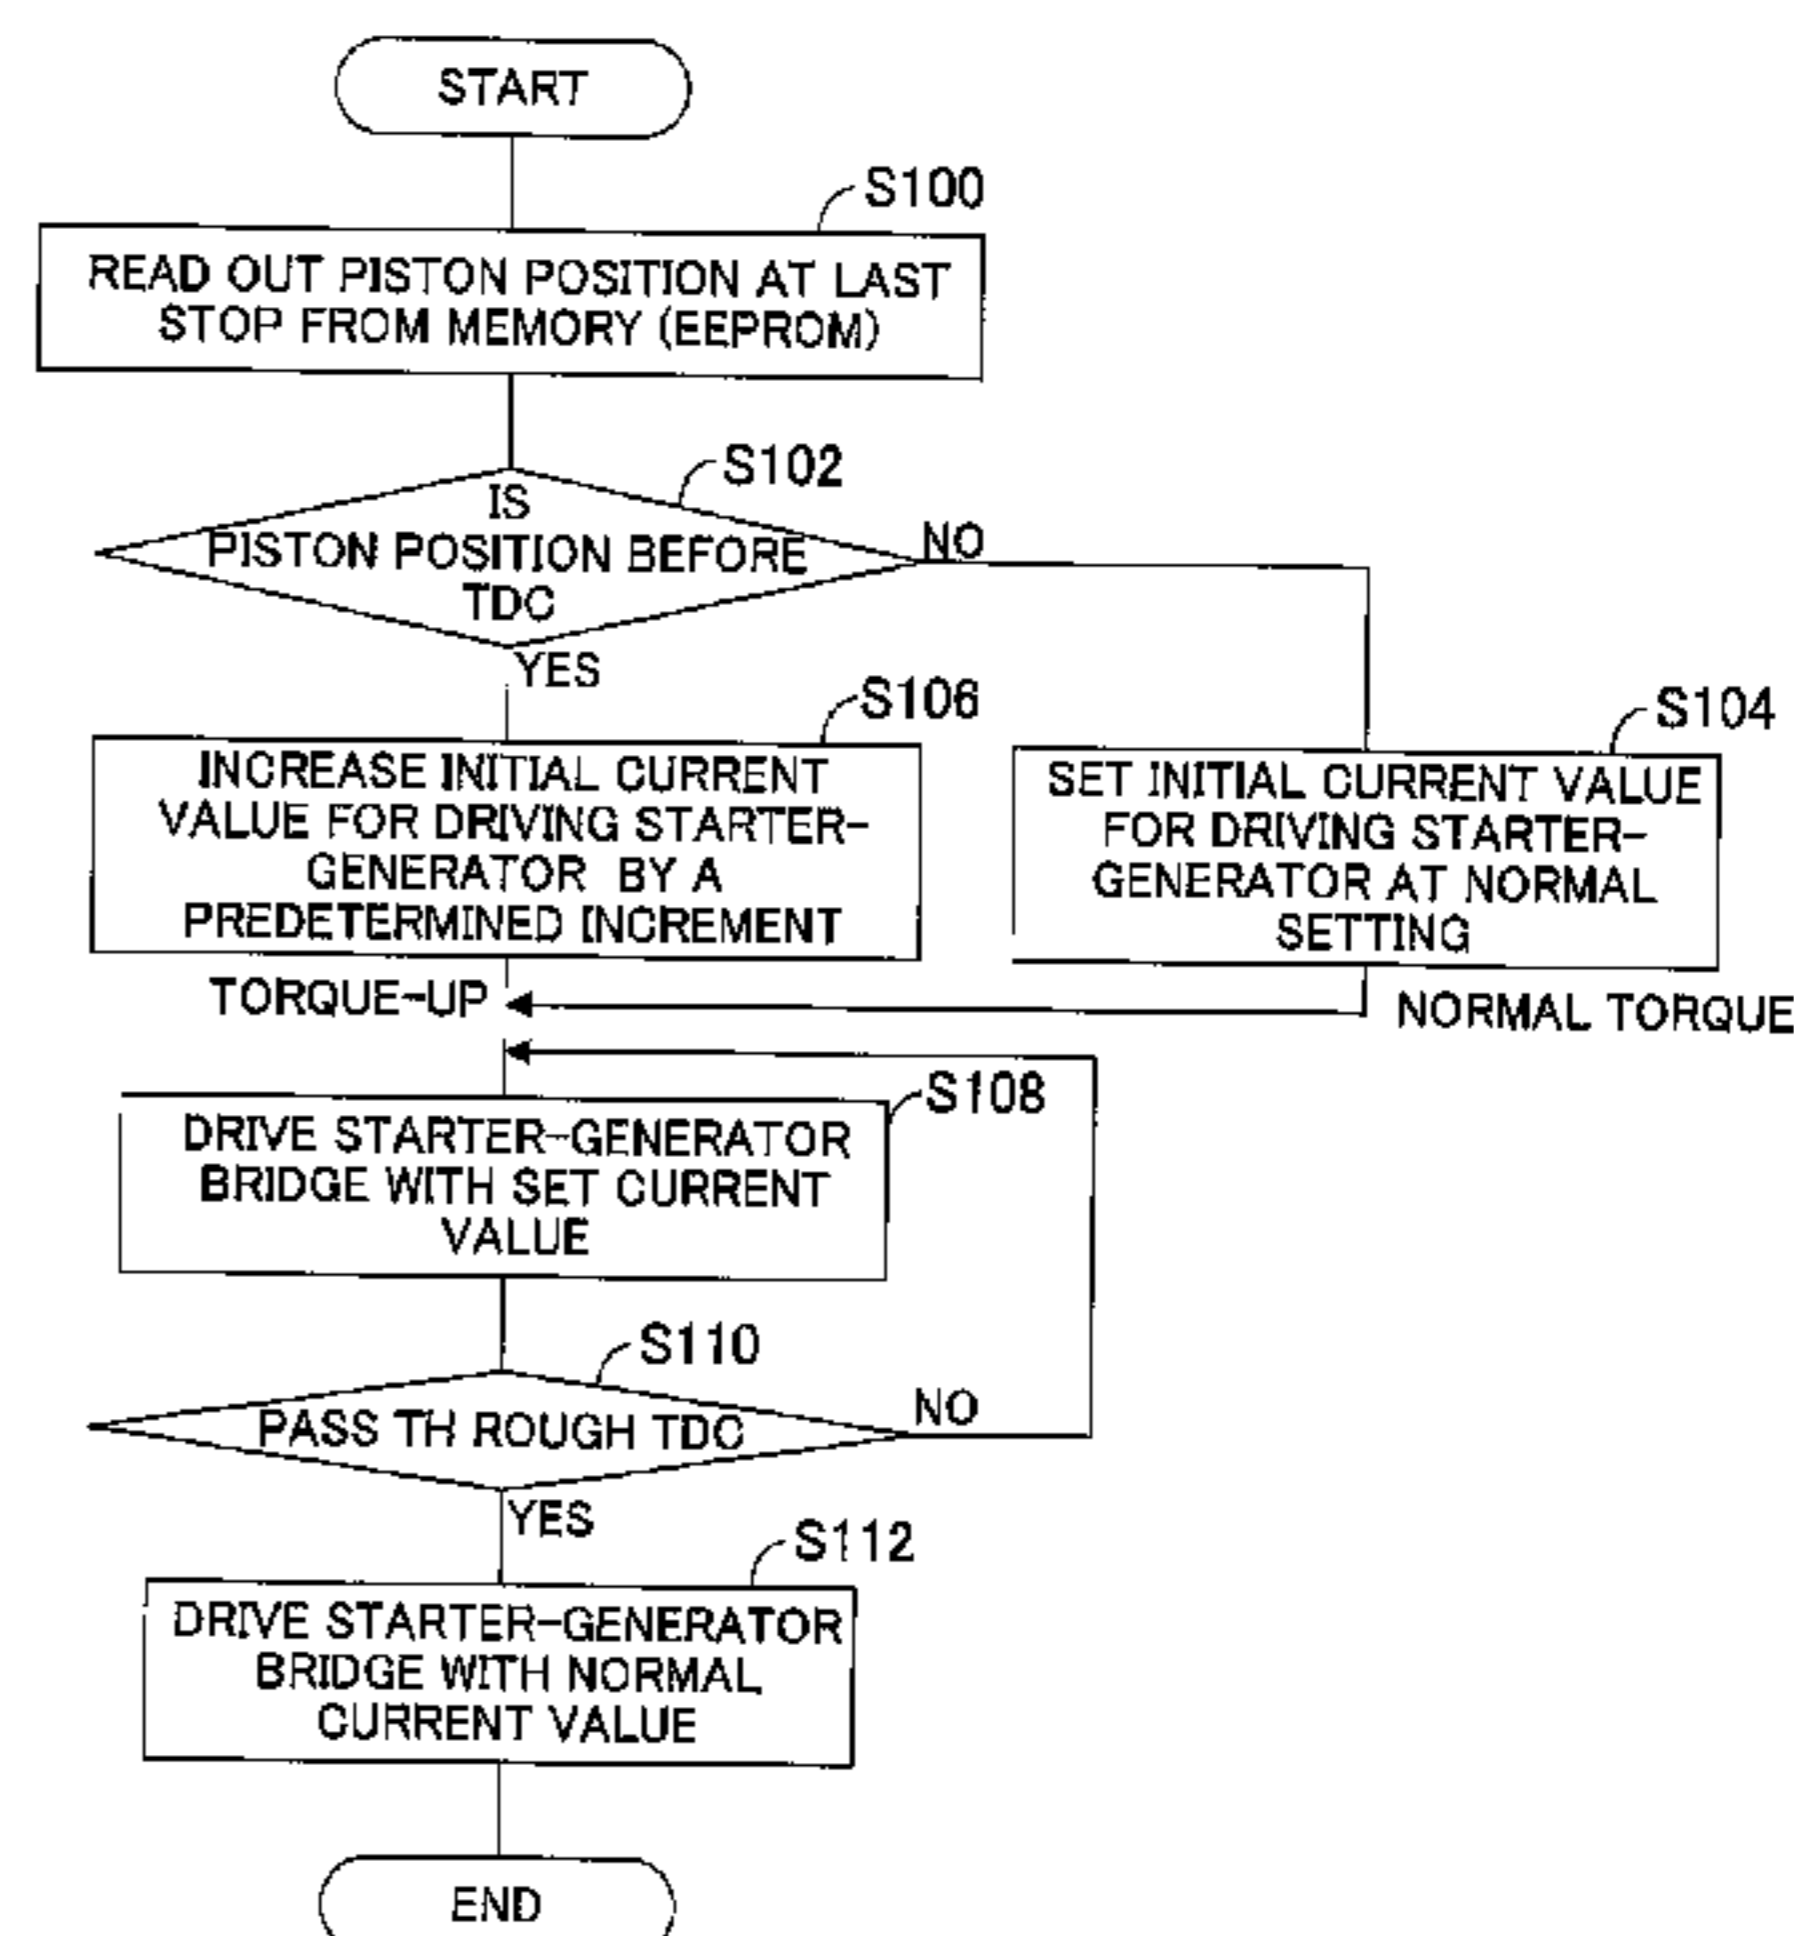 START
S100
READ OUT PISTON POSITION AT LAST
STOP FROM MEMORY (EEPROM)
S102
IS
PISTON POSITION BEFORE
TDC
NO
YES
S106
INCREASE INITIAL CURRENT
VALUE FOR DRIVING STARTER-
GENERATOR BY A
PREDETERMINED INCREMENT
S104
SET INITIAL CURRENT VALUE
FOR DRIVING STARTER-
GENERATOR AT NORMAL
SETTING
TORQUE-UP
NORMAL TORQUE
S108
DRIVE STARTER-GENERATOR
BRIDGE WITH SET CURRENT
VALUE
S110
PASS TH ROUGH TDC
NO
YES
S112
DRIVE STARTER-GENERATOR
BRIDGE WITH NORMAL
CURRENT VALUE
END